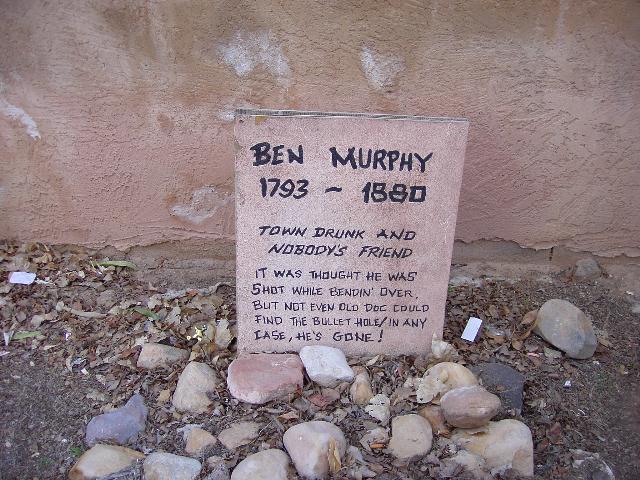 BEN MURPHY
1793 ~ 1880
TOWN DRUNK AND
NOBODY'S FRIEND
IT WAS THOUGHT HE WAS
SHOT WHILE BENDIN' OVER,
BUT NOT EVEN OLD DOC COULD
FIND THE BULLET HOLE/IN ANY
CASE, HE'S GONE!